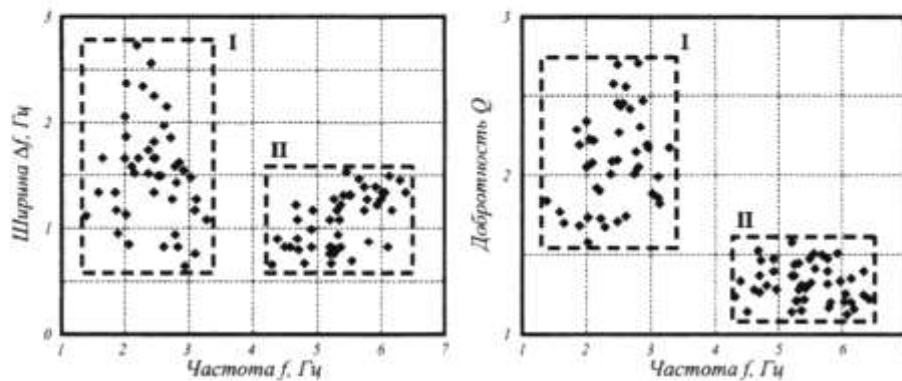 3
I
2
II
1
0
1 2 3 4 5 6 7
Ширина Δf, Гц
Частота f, Гц
3
I
2
II
1
1 2 3 4 5 6
Добротность Q
Частота f, Гц